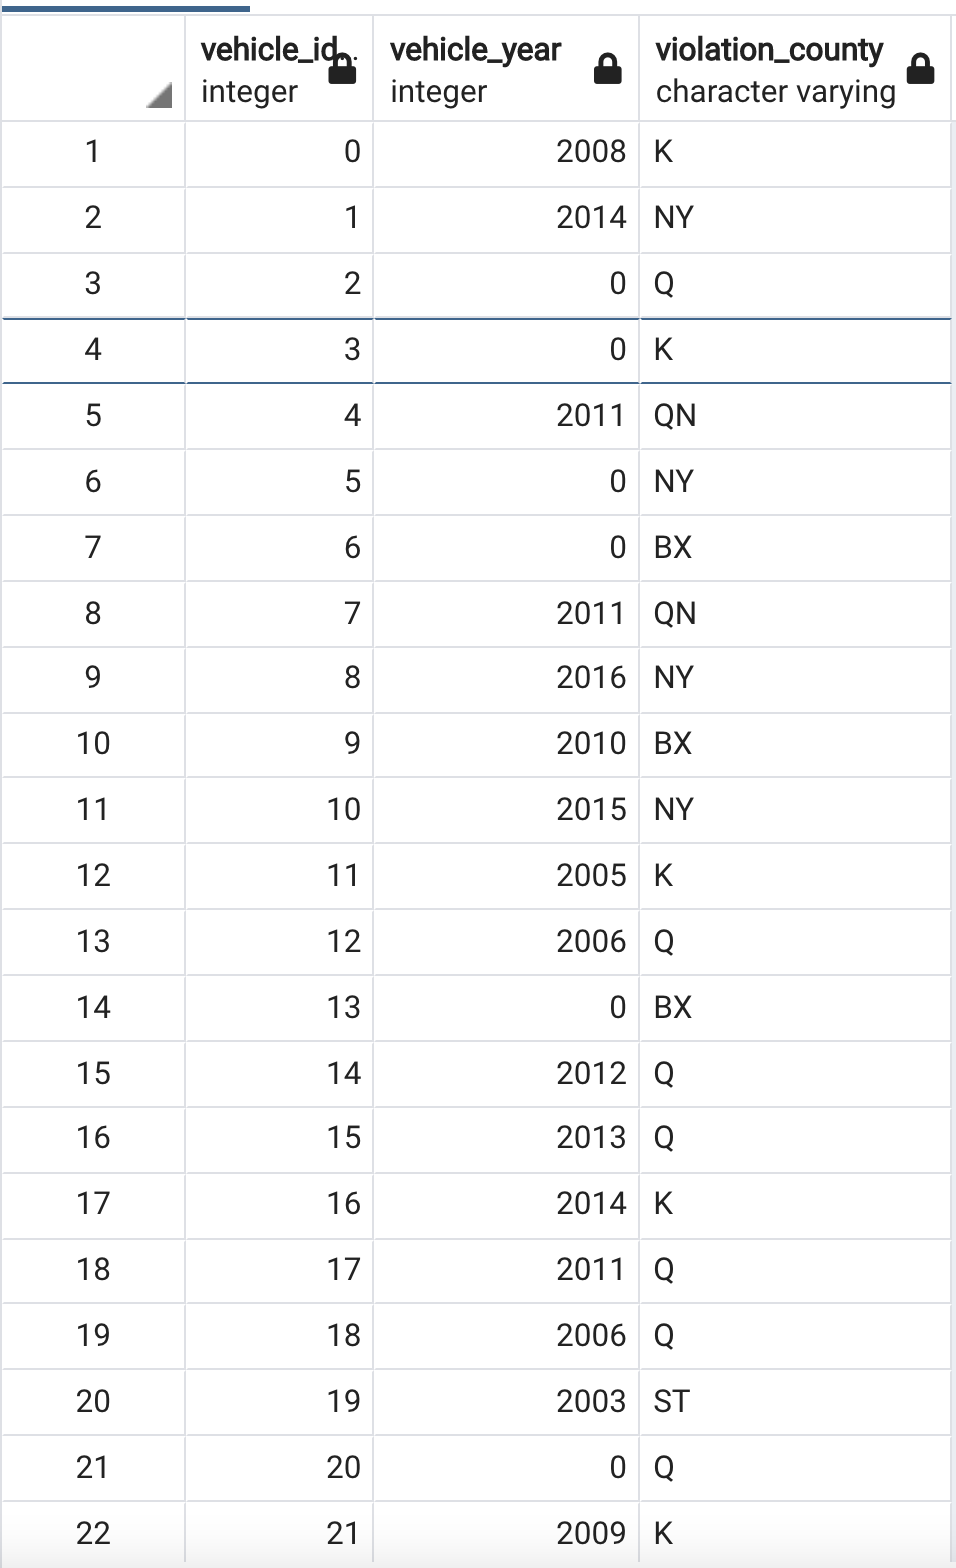 vehicle_id.. vehicle_year violation_county
integer integer character varying
1 0 2008 K
2 1 2014 NY
3 2 0 Q
4 3 0 K
5 4 2011 QN
6 5 0 NY
7 6 0 BX
8 7 2011 QN
9 8 2016 NY
10 9 2010 BX
11 10 2015 NY
12 11 2005 K
13 12 2006 Q
14 13 0 BX
15 14 2012 Q
16 15 2013 Q
17 16 2014 K
18 17 2011 Q
19 18 2006 Q
20 19 2003 ST
21 20 0 Q
22 21 2009 K